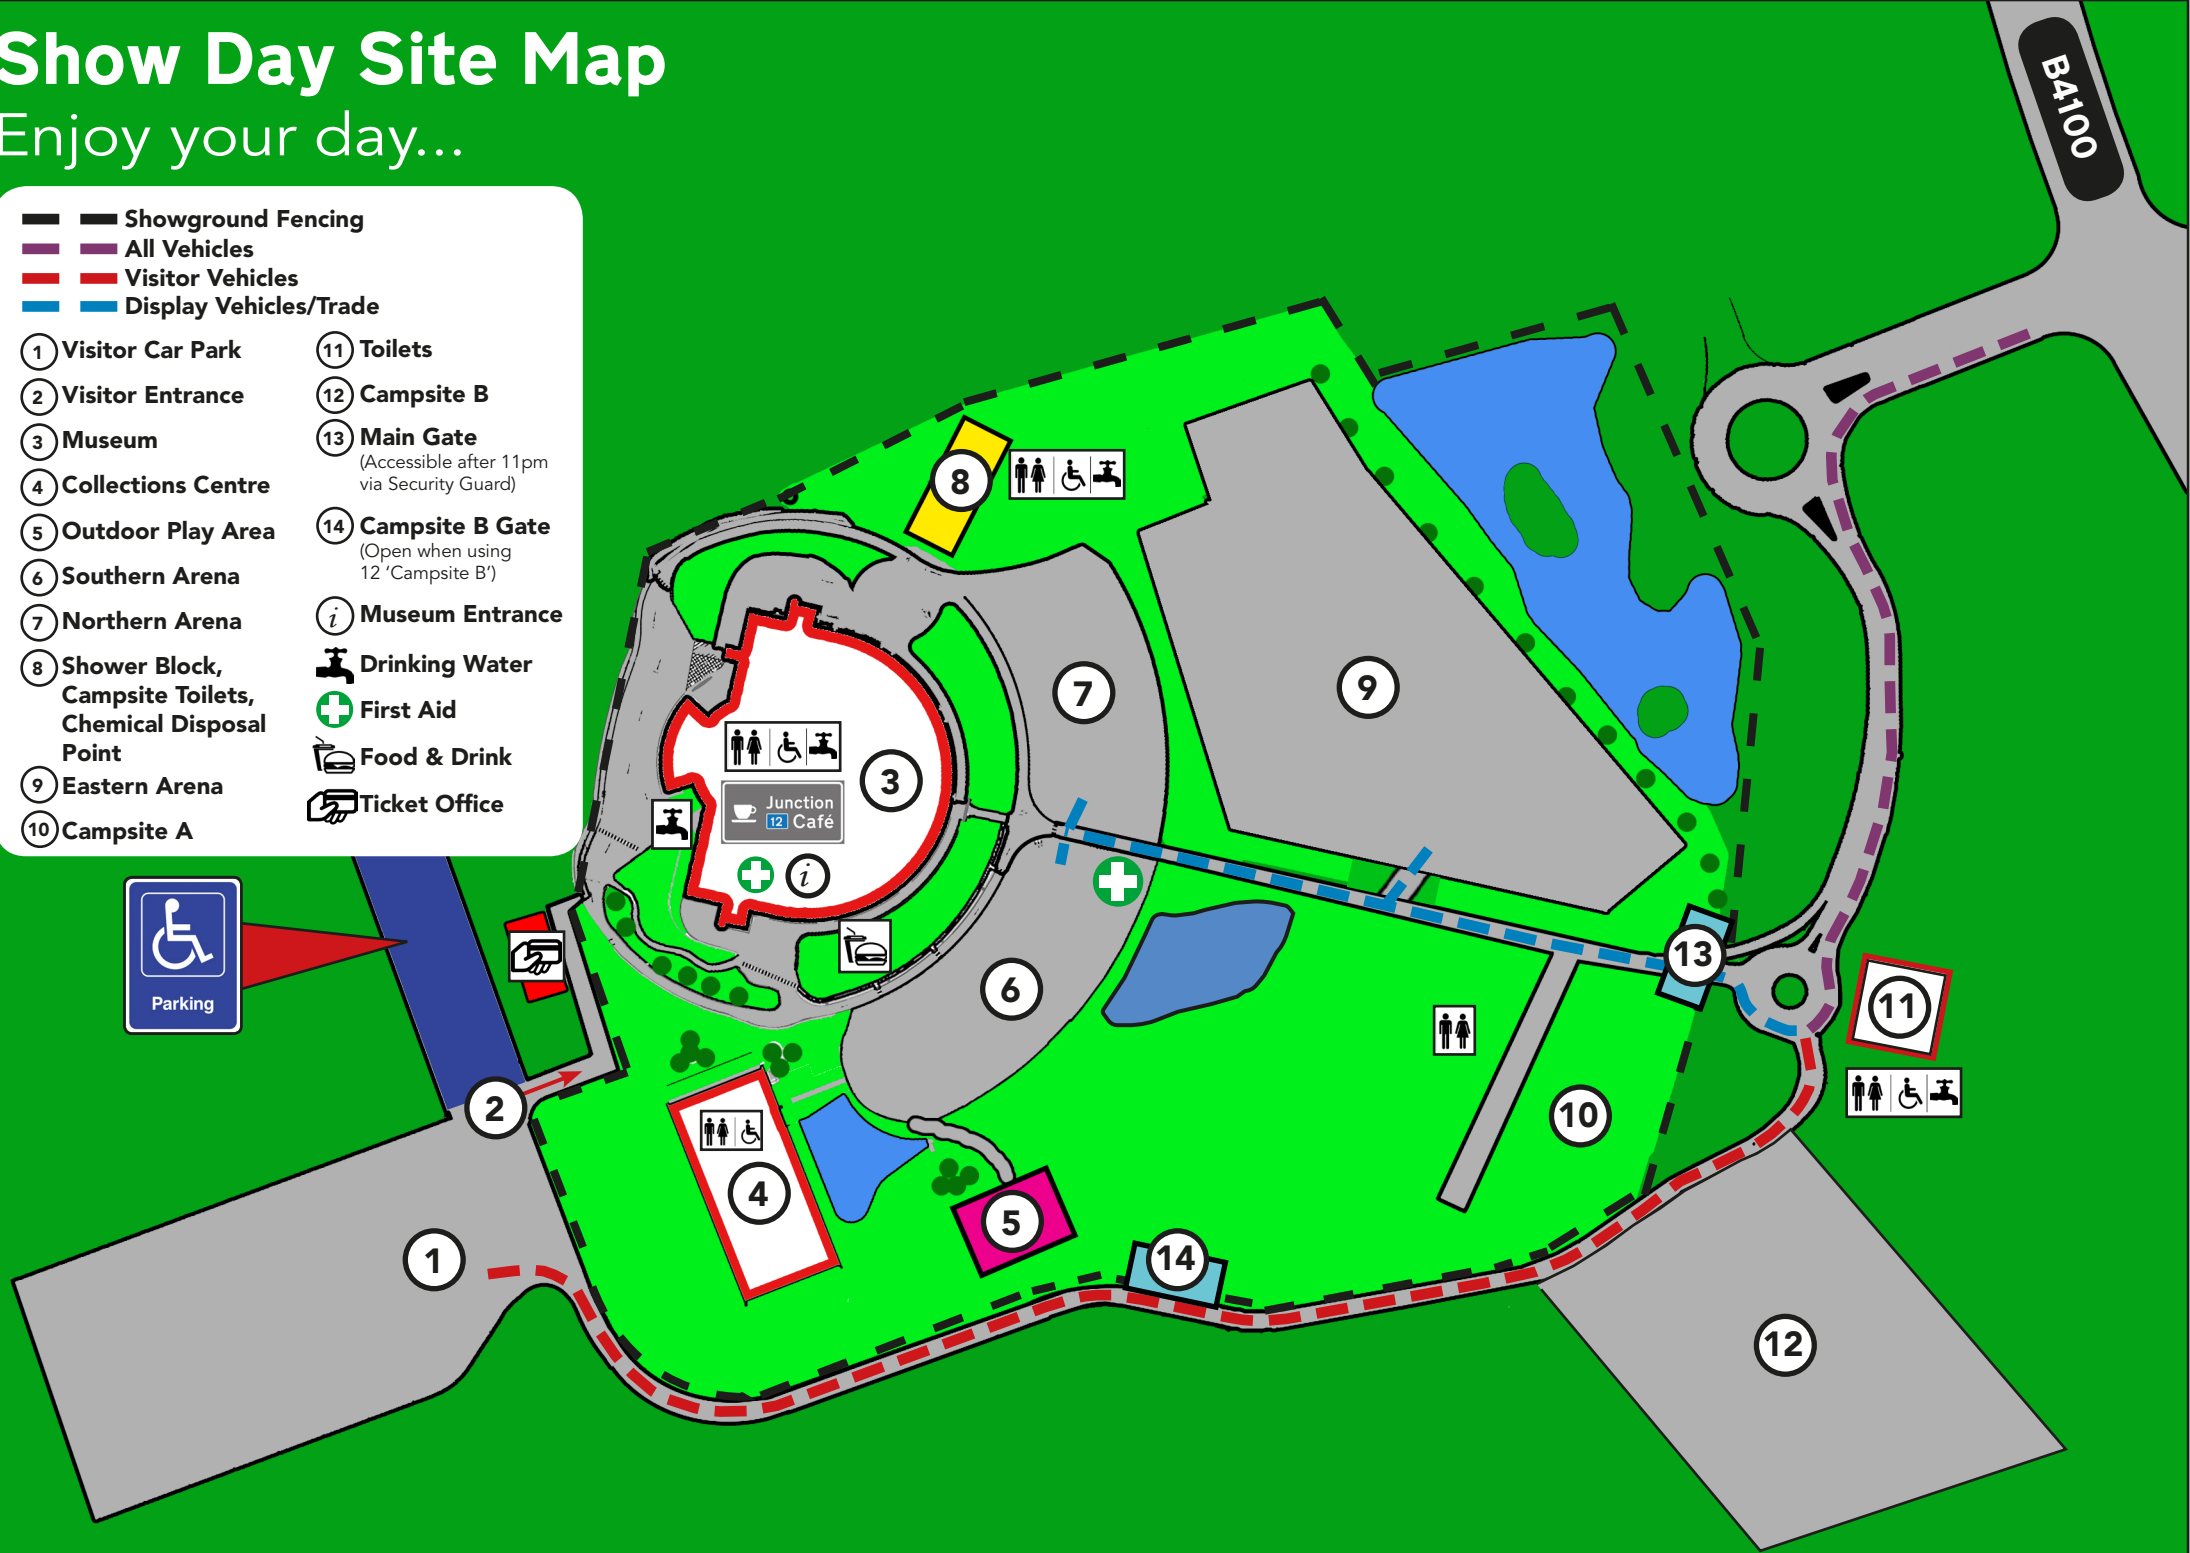 Show Day Site Map
Enjoy your day...
Showground Fencing
All Vehicles
Visitor Vehicles
Display Vehicles/Trade
1 Visitor Car Park
2 Visitor Entrance
3 Museum
4 Collections Centre
5 Outdoor Play Area
6 Southern Arena
7 Northern Arena
8 Shower Block,
Campsite Toilets,
Chemical Disposal
Point
9 Eastern Arena
10 Campsite A
11 Toilets
12 Campsite B
13 Main Gate
(Accessible after 11pm
via Security Guard)
14 Campsite B Gate
(Open when using
12 ‘Campsite B’)
i Museum Entrance
Drinking Water
First Aid
Food & Drink
Ticket Office
B4100
8
7
9
3
Junction
12 Café
i
6
13
11
Parking
2
10
4
5
14
1
12